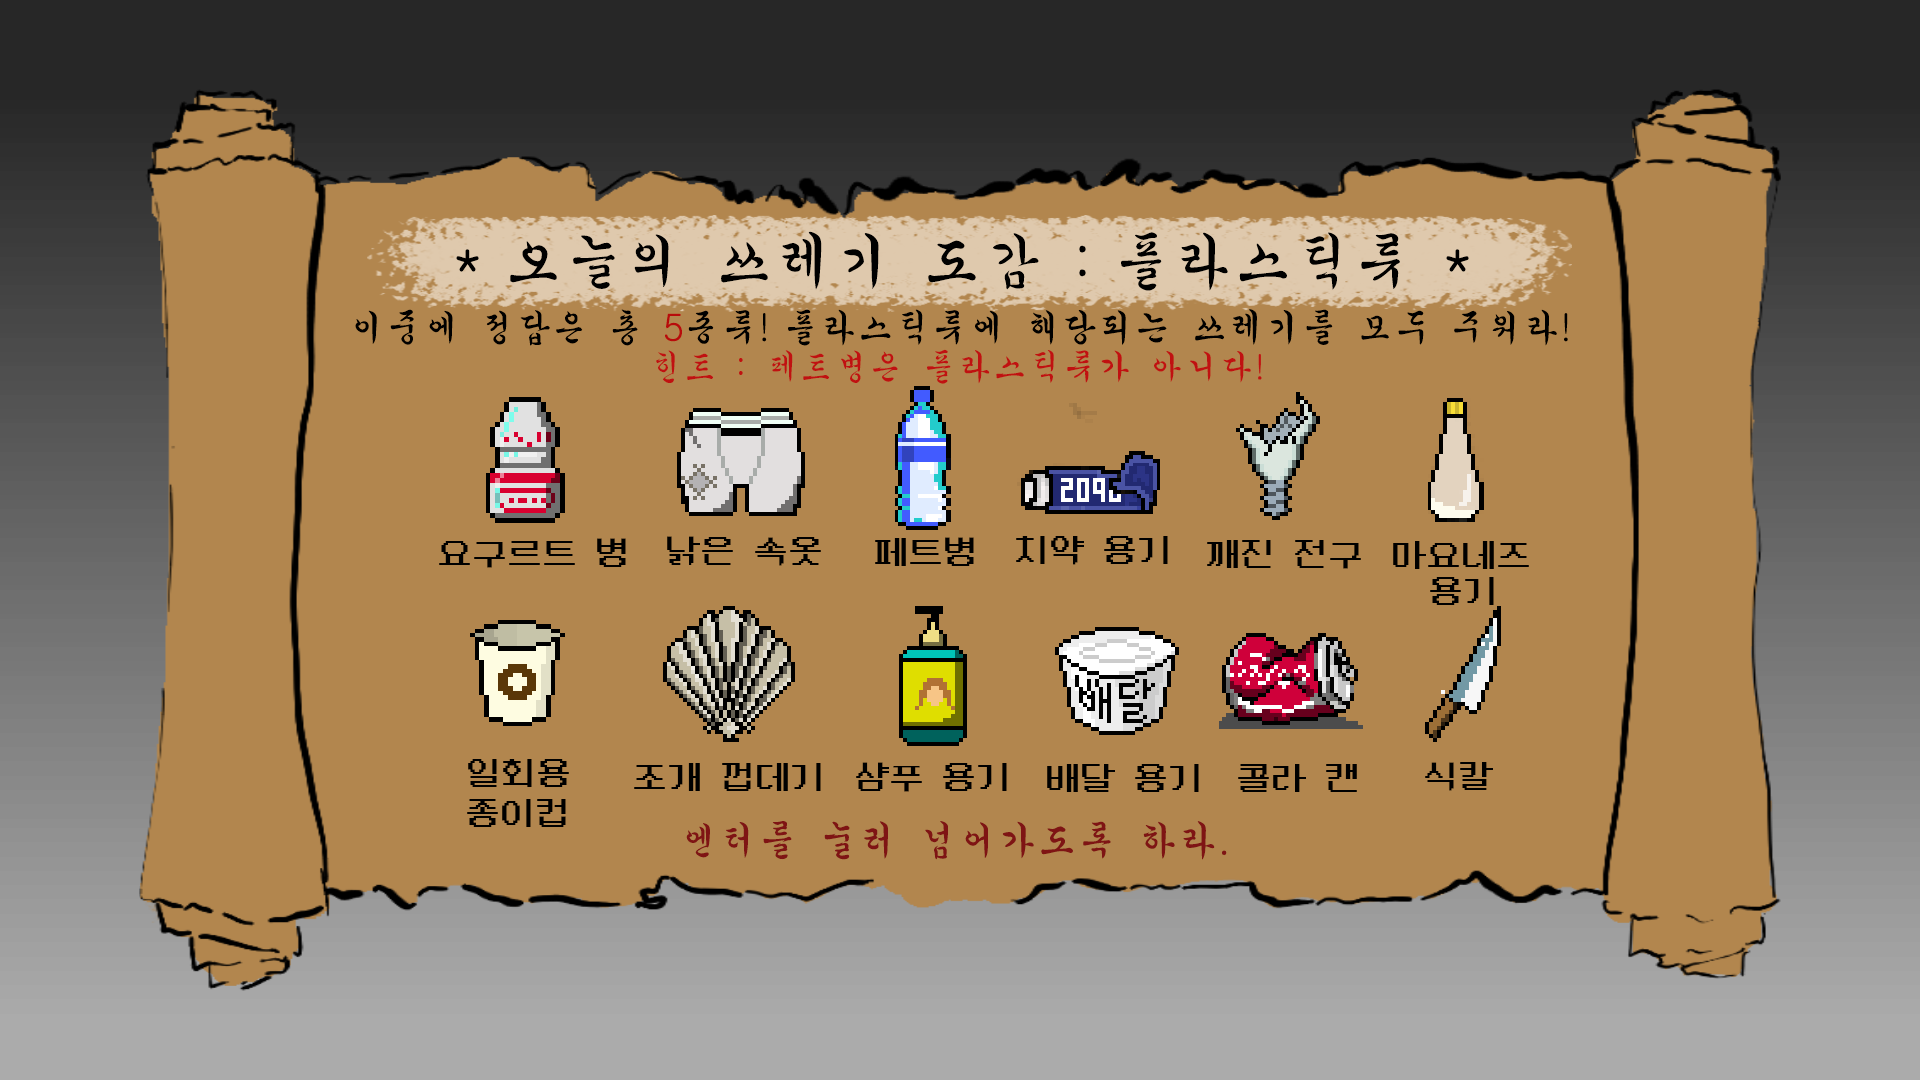 * 오늘의 쓰레기 도감 : 플라스틱류 *
이중에 정답은 총 5종류! 플라스틱류에 해당되는 쓰레기를 모두 주워라!
힌트 : 페트병은 플라스틱류가 아니다!
209
요구르트 병 낡은 속옷 페트병 치약 용기 깨진 전구 마요네즈
용기
배달
일회용 조개 껍데기 샴푸 용기 배달 용기 콜라 캔 식칼
종이컵
엔터를 눌러 넘어가도록 하라.